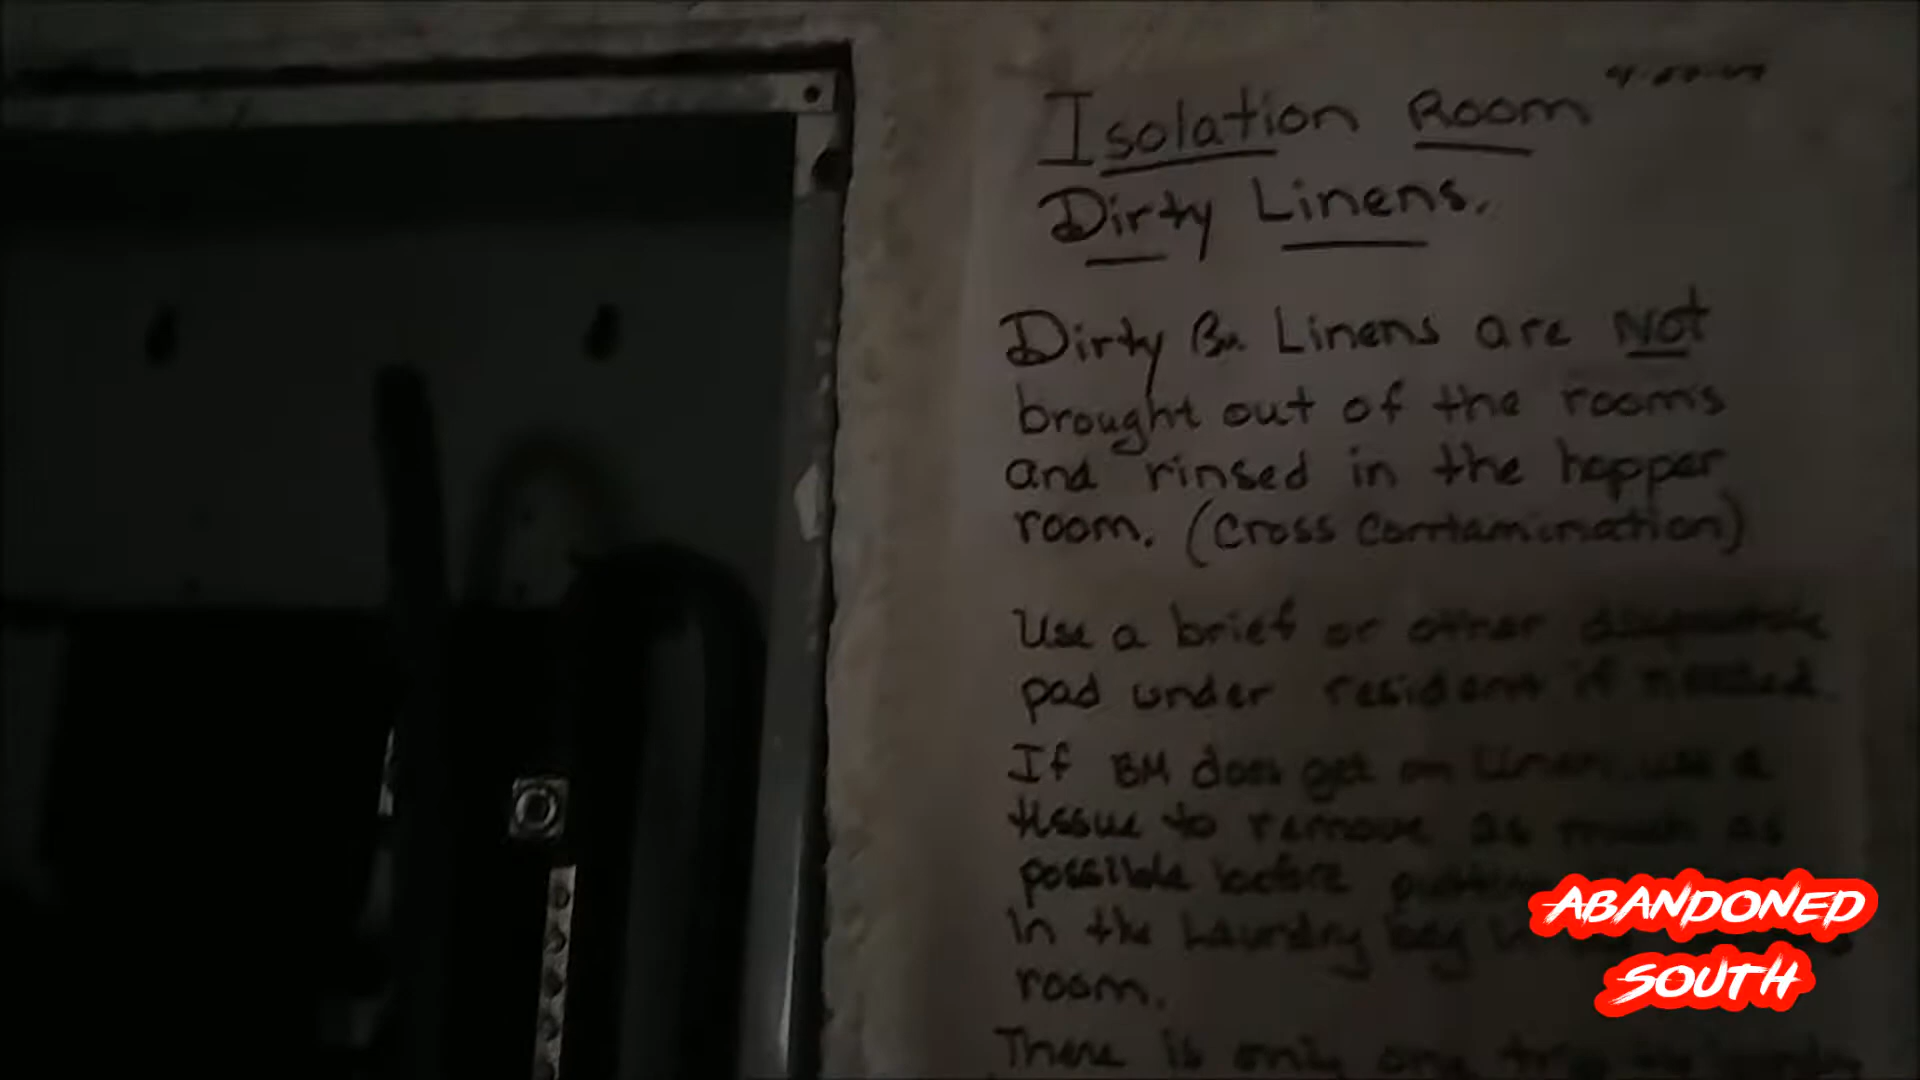 Isolation Room
Dirty Linens.
Dirty Bm Linens are Not
brought out of the rooms
and rinsed in the hopper
room. (Cross Contamination)
Use a brief or other
pad under resident if needed
If BM does get on linen use a
tissue to remove as much as
possible before putting
in the Laundry bag
room.
There is only one
ABANDONED
SOUTH